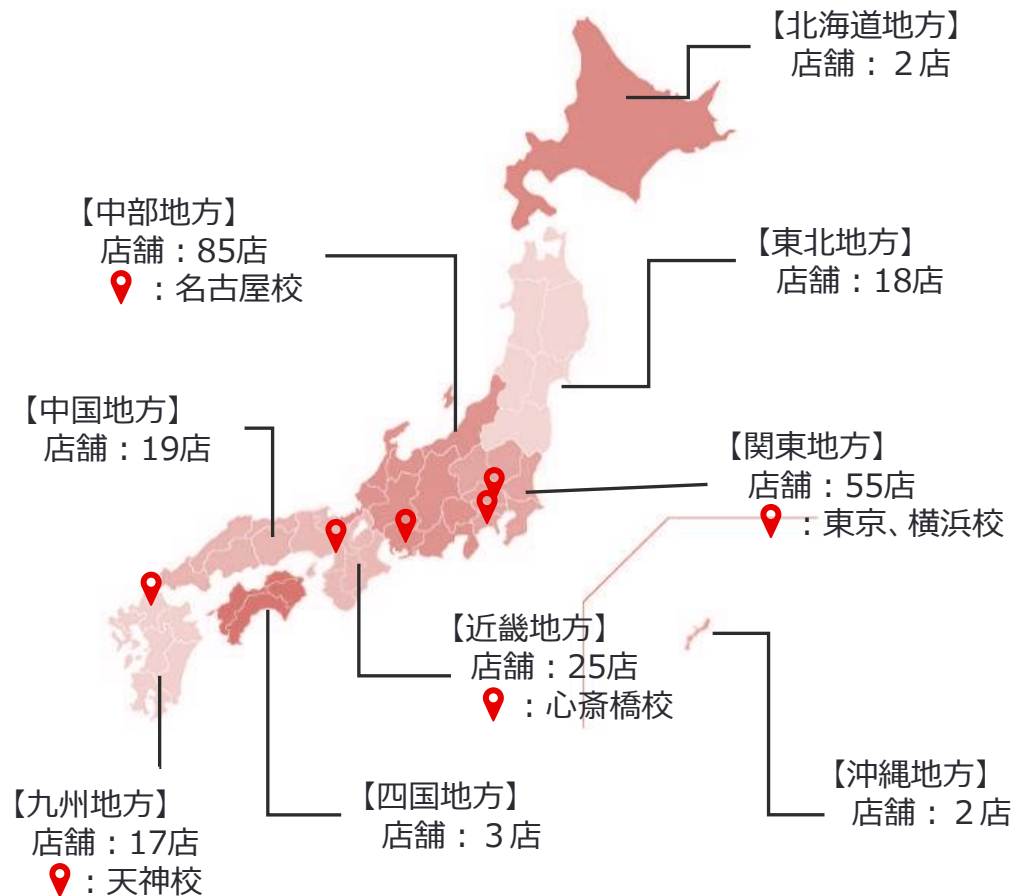 【北海道地方】
店舗：２店
【中部地方】
店舗：85店
：名古屋校
【東北地方】
店舗：18店
【中国地方】
店舗：19店
【関東地方】
店舗：55店
：東京、横浜校
【近畿地方】
店舗：25店
：心斎橋校
【沖縄地方】
店舗：２店
【四国地方】
店舗：３店
【九州地方】
店舗：17店
：天神校